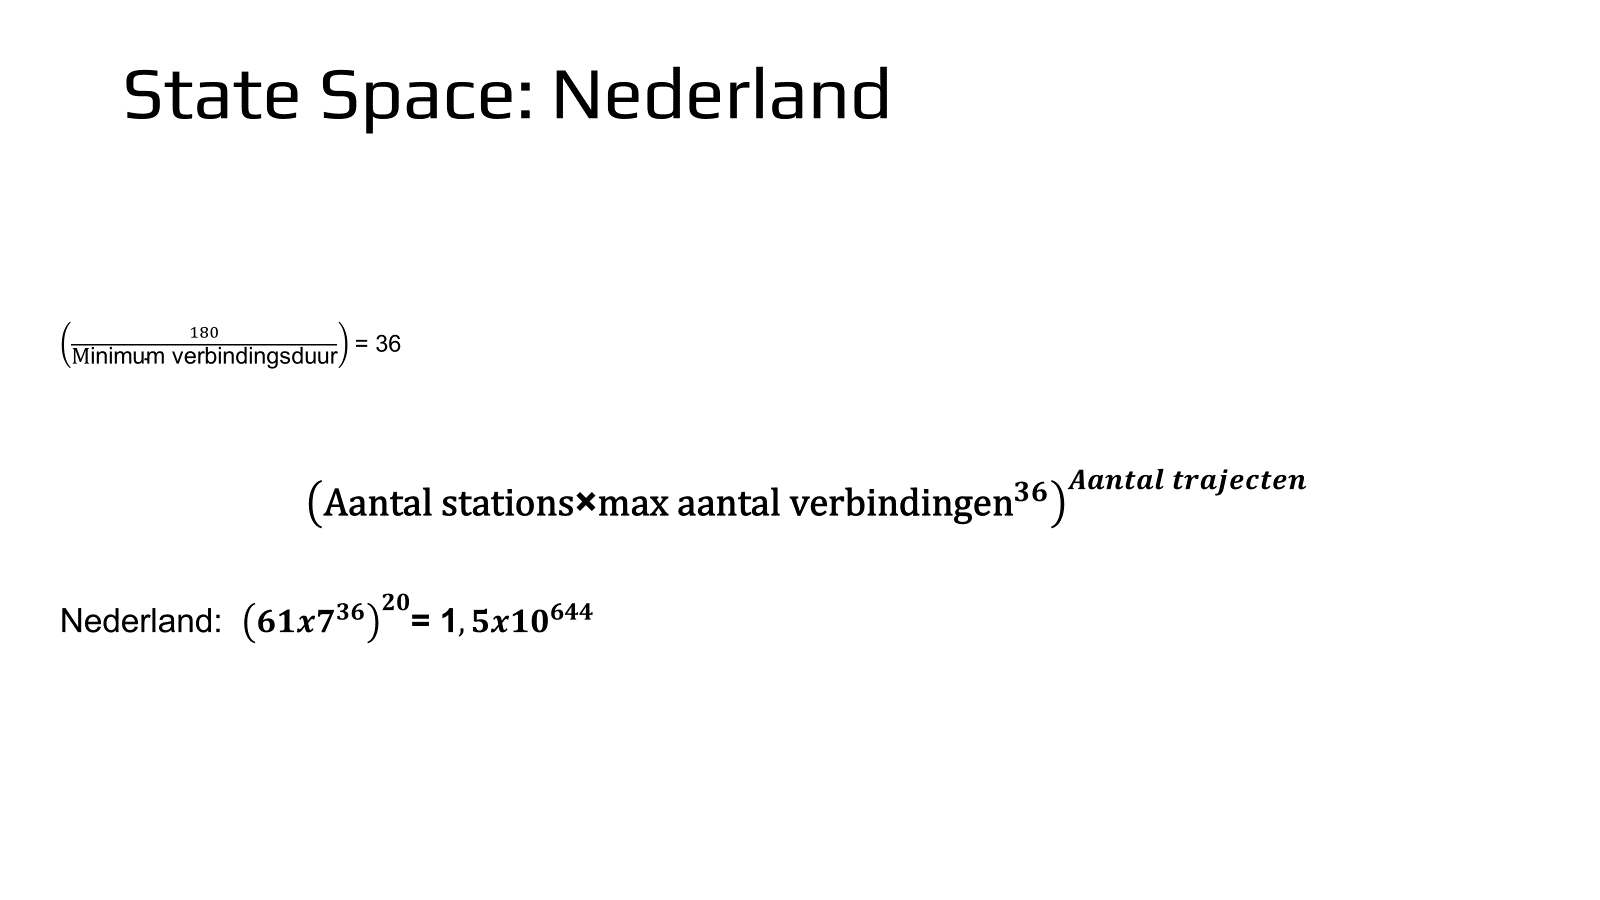 State Space: Nederland
(180 / Minimum verbindingsduur) = 36
(Aantal stations×max aantal verbindingen^36)^Aantal trajecten
Nederland: (61x7^36)^20= 1,5x10^644